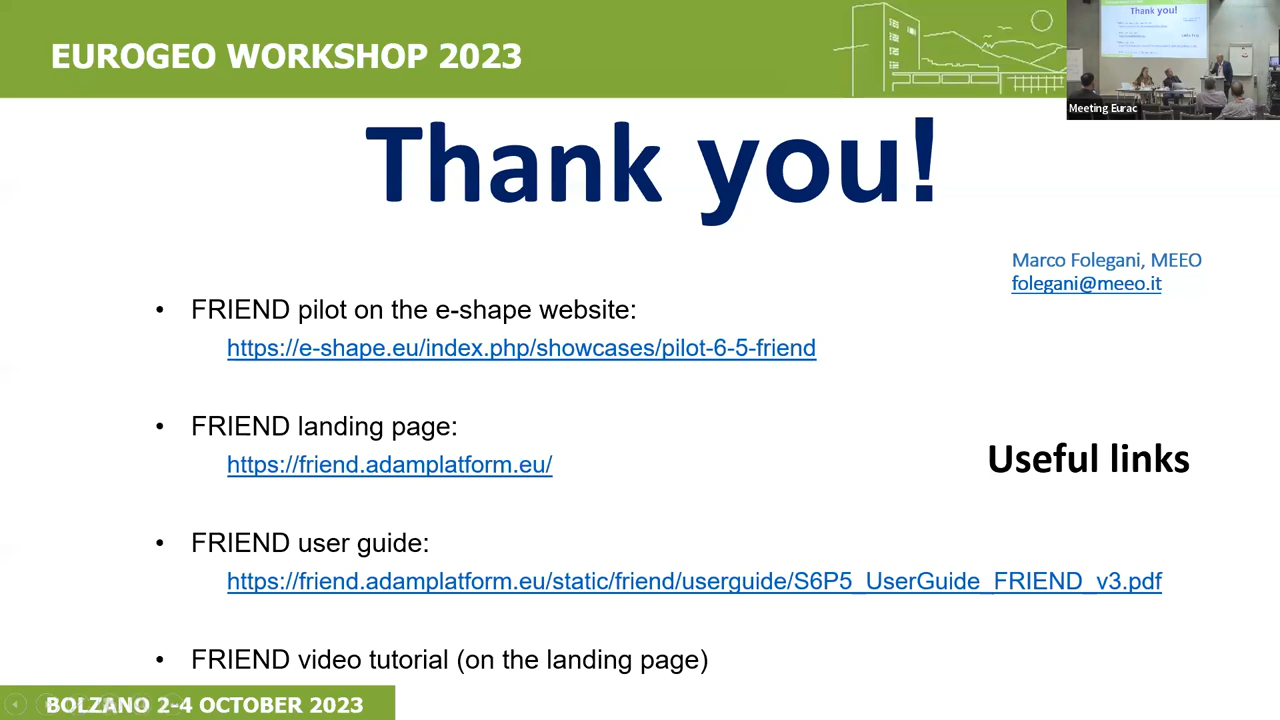 EUROGEO WORKSHOP 2023
Thank you!
Meeting Eurac
Thank you!
Marco Folegani, MEEO
folegani@meeo.it
• FRIEND pilot on the e-shape website:
https://e-shape.eu/index.php/showcases/pilot-6-5-friend
• FRIEND landing page:
https://friend.adamplatform.eu/
Useful links
• FRIEND user guide:
https://friend.adamplatform.eu/static/friend/userguide/S6P5_UserGuide_FRIEND_v3.pdf
• FRIEND video tutorial (on the landing page)
BOLZANO 2-4 OCTOBER 2023